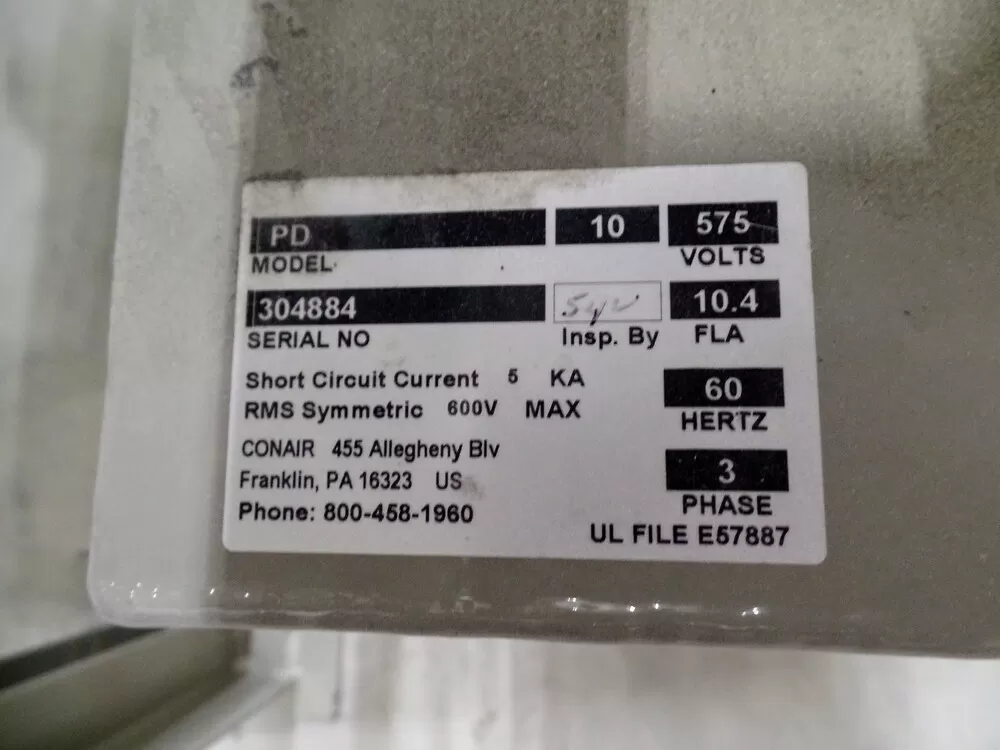 PD 10 575
MODEL VOLTS
304884 10.4
SERIAL NO Insp. By FLA
Short Circuit Current 5 KA 60
RMS Symmetric 600V MAX HERTZ
CONAIR 455 Allegheny Blv
Franklin, PA 16323 US 3
Phone: 800-458-1960 PHASE
UL FILE E57887